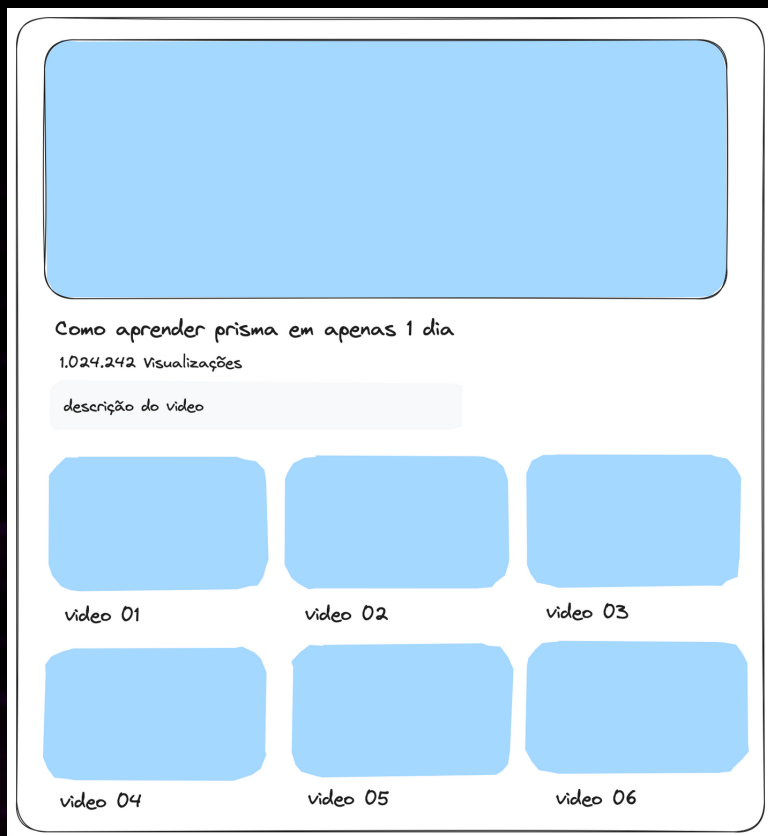 Como aprender prisma em apenas 1 dia
1.024.242 Visualizações
descrição do video
video 01
video 02
video 03
video 04
video 05
video 06